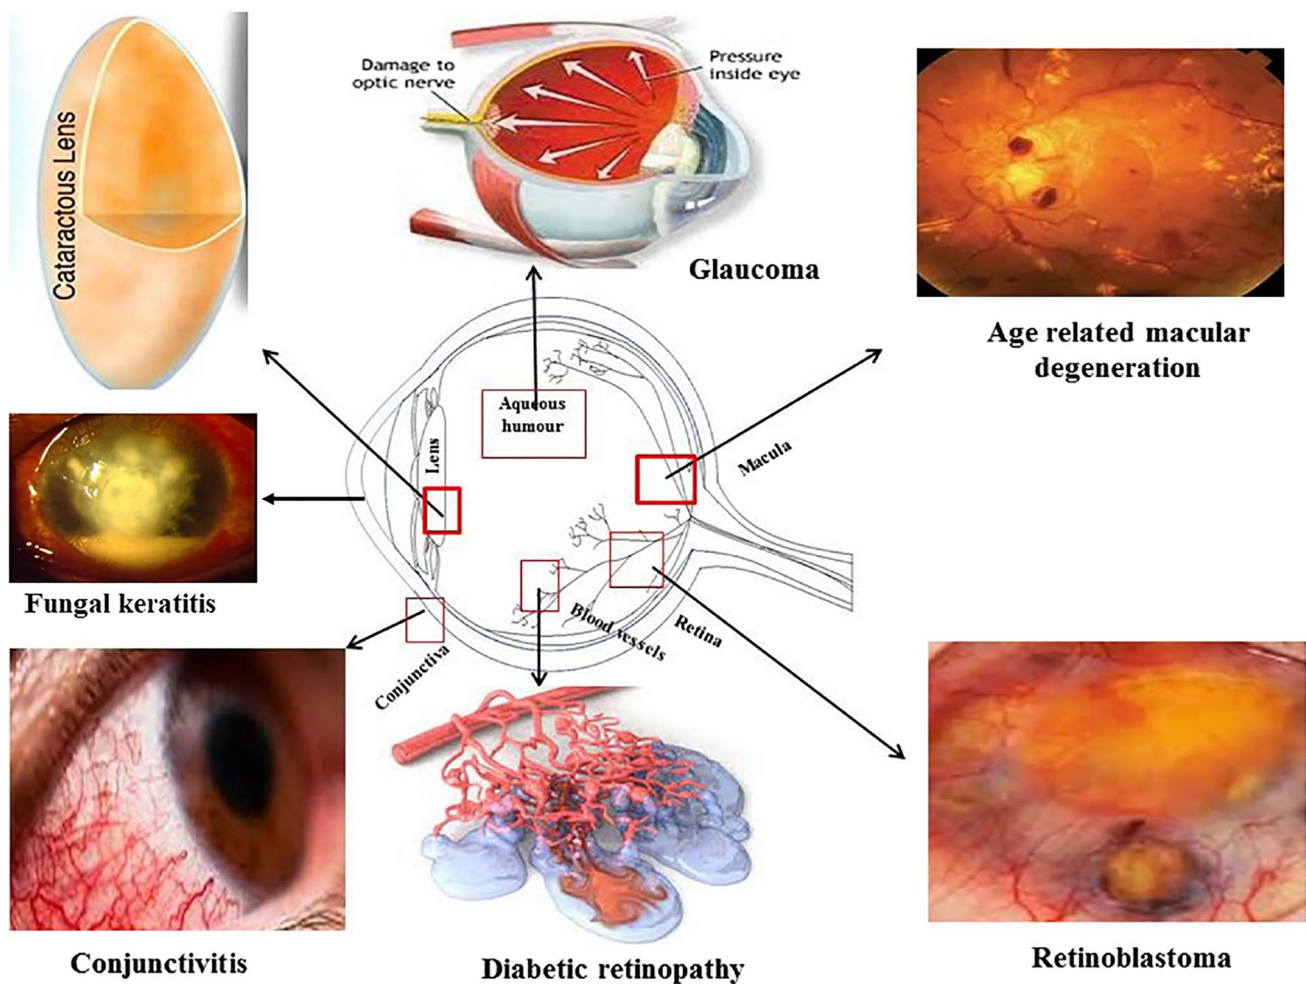 Cataractous Lens
Damage to
optic nerve
Pressure
inside eye
Glaucoma
Age related macular
degeneration
Aqueous
humour
Lens
Macula
Fungal keratitis
Conjunctiva
Blood vessels
Retina
Conjunctivitis
Diabetic retinopathy
Retinoblastoma